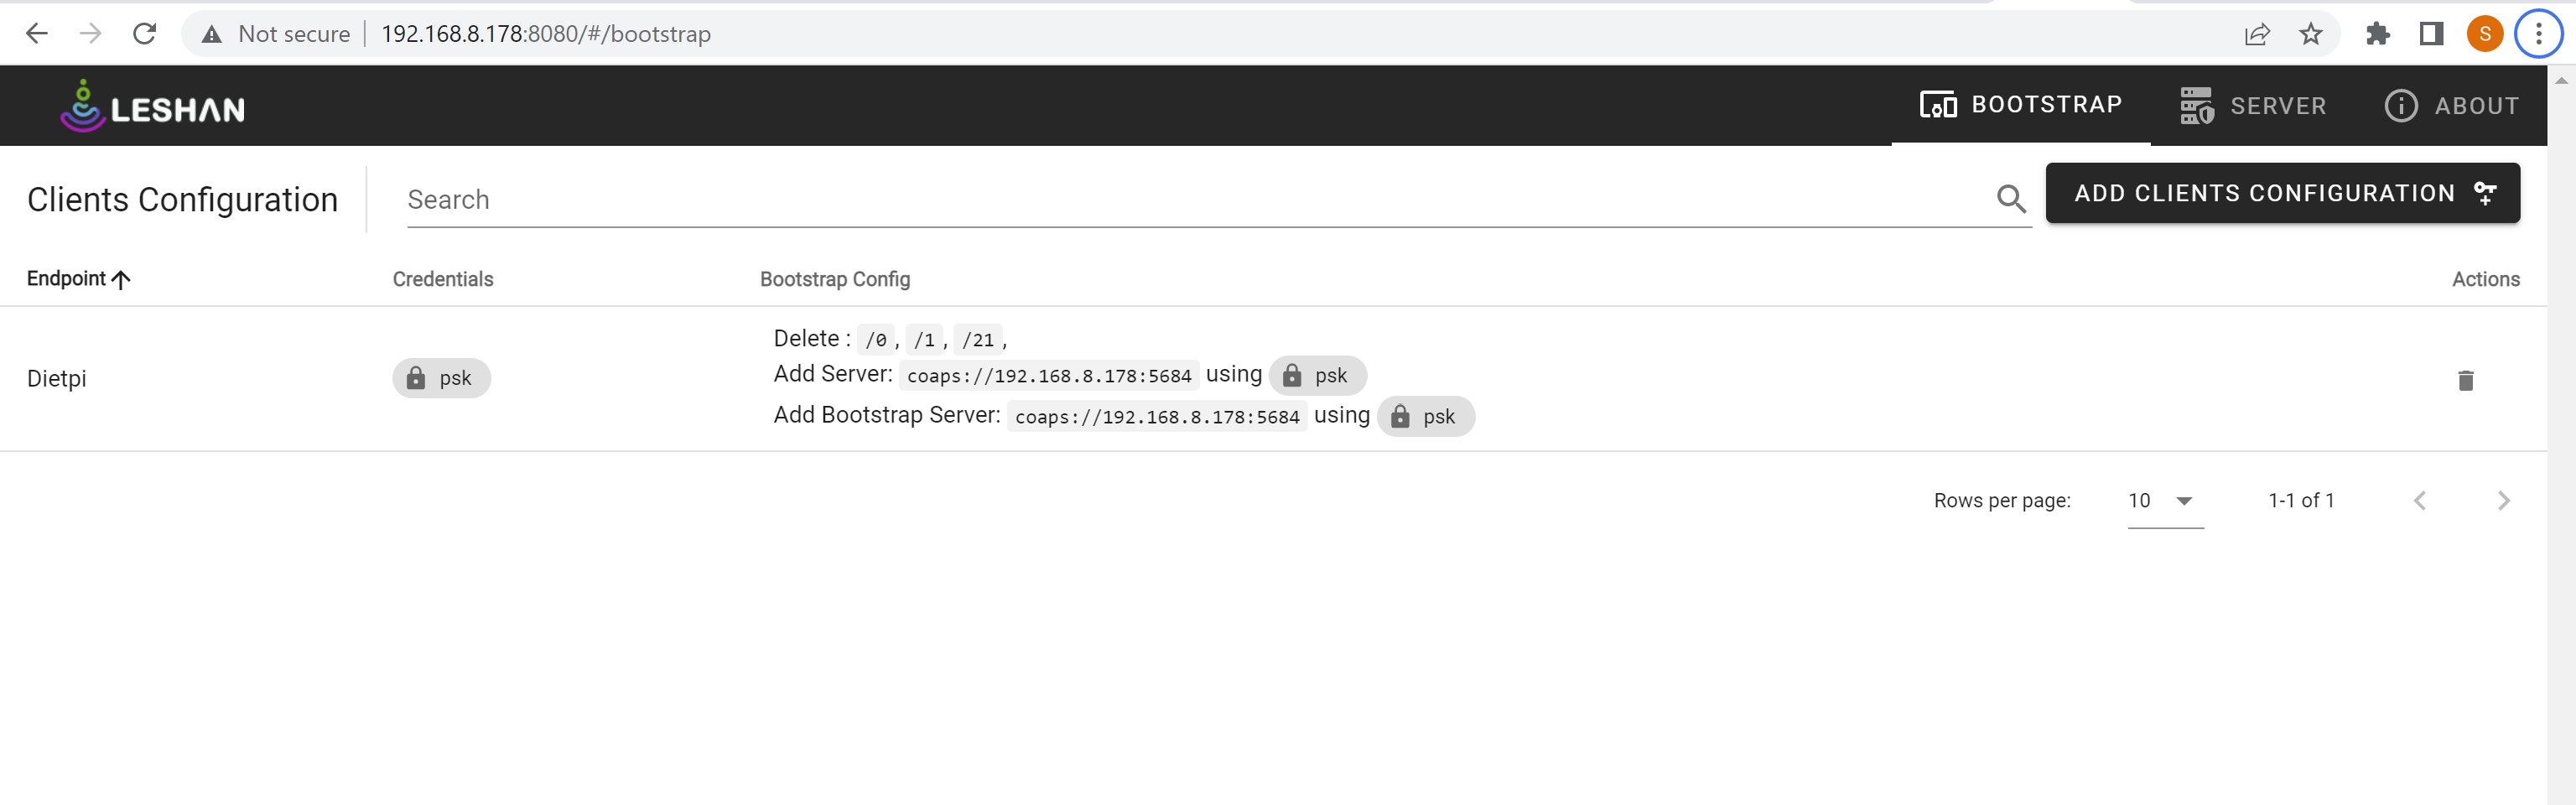 Not secure 192.168.8.178:8080/#/bootstrap S
LESHAN BOOTSTRAP SERVER ABOUT
Clients Configuration Search ADD CLIENTS CONFIGURATION
Endpoint Credentials Bootstrap Config Actions
Delete : /0, /1, /21,
Dietpi psk Add Server: coaps://192.168.8.178:5684 using psk
Add Bootstrap Server: coaps://192.168.8.178:5684 using psk
Rows per page: 10 1-1 of 1